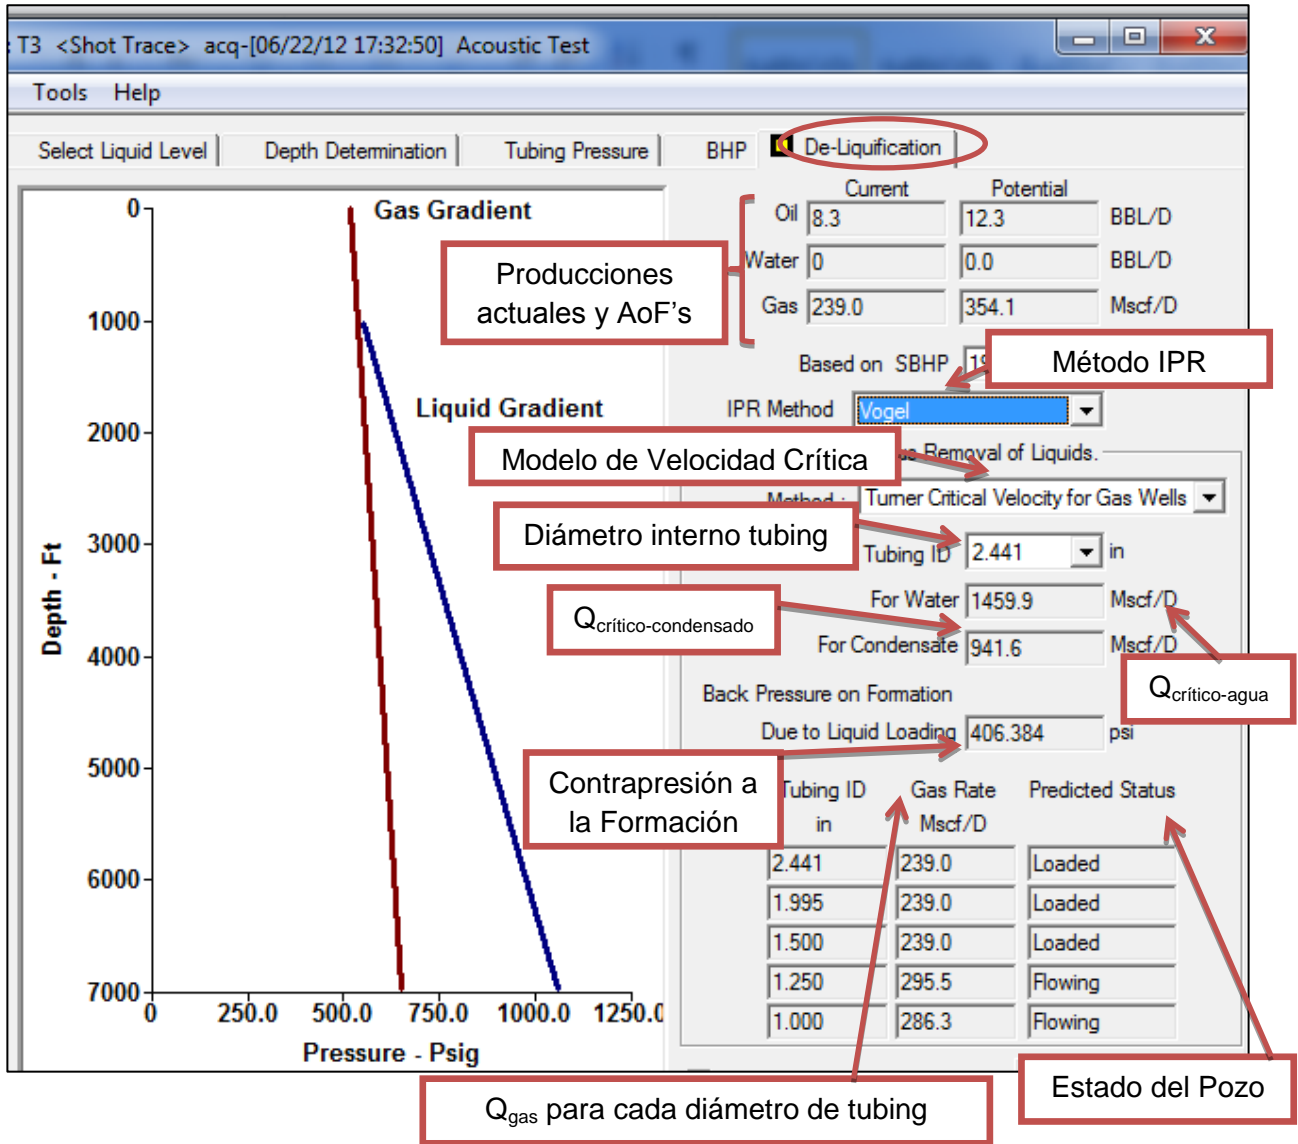 : T3 <Shot Trace> acq-[06/22/12 17:32:50] Acoustic Test
Tools Help
Select Liquid Level Depth Determination Tubing Pressure BHP De-Liquification
Current Potential
Oil 8.3 12.3 BBL/D
Water 0 0.0 BBL/D
Gas 239.0 354.1 Mscf/D
Producciones
actuales y AoF's
Based on SBHP
Método IPR
IPR Method Vogel
Removal of Liquids.
Modelo de Velocidad Crítica
Method : Turner Critical Velocity for Gas Wells
Diámetro interno tubing
Tubing ID 2.441 in
For Water 1459.9 Mscf/D
Qcrítico-condensado
For Condensate 941.6 Mscf/D
Qcrítico-agua
Back Pressure on Formation
Due to Liquid Loading 406.384 psi
Contrapresión a
la Formación
Tubing ID Gas Rate Predicted Status
in Mscf/D
2.441 239.0 Loaded
1.995 239.0 Loaded
1.500 239.0 Loaded
1.250 295.5 Flowing
1.000 286.3 Flowing
Estado del Pozo
Qgas para cada diámetro de tubing
Gas Gradient
Liquid Gradient
Depth - Ft
0
1000
2000
3000
4000
5000
6000
7000
0 250.0 500.0 750.0 1000.0 1250.0
Pressure - Psig